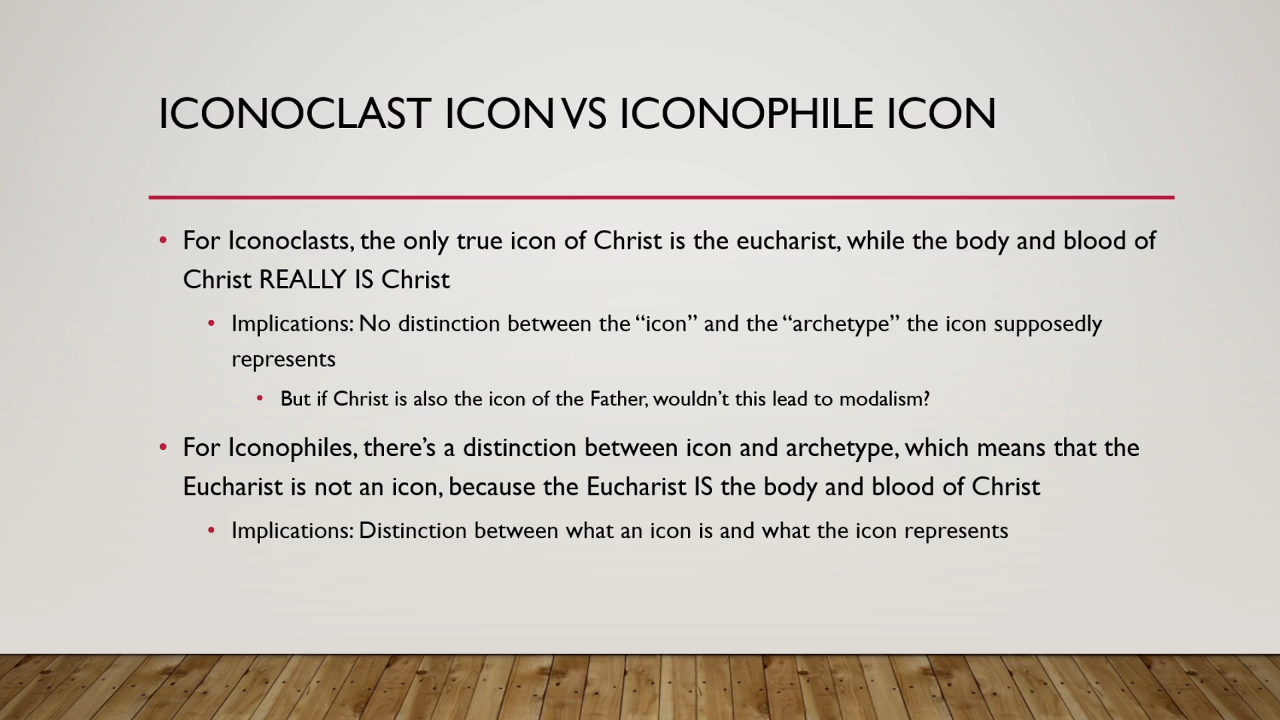 ICONOCLAST ICON VS ICONOPHILE ICON
• For Iconoclasts, the only true icon of Christ is the eucharist, while the body and blood of
Christ REALLY IS Christ
• Implications: No distinction between the “icon” and the “archetype” the icon supposedly
represents
• But if Christ is also the icon of the Father, wouldn’t this lead to modalism?
• For Iconophiles, there’s a distinction between icon and archetype, which means that the
Eucharist is not an icon, because the Eucharist IS the body and blood of Christ
• Implications: Distinction between what an icon is and what the icon represents